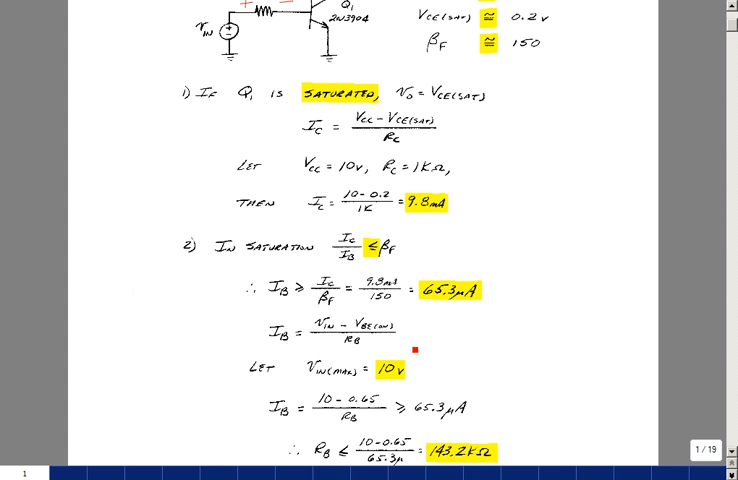 + −
Q1
2N3904
VIN
VCE(SAT) ≅ 0.2 V
βF ≅ 150
1) IF Q1 IS SATURATED, VO = VCE(SAT)
IC = (VCC − VCE(SAT)) / RC
LET VCC = 10V, RC = 1KΩ,
THEN IC = (10 − 0.2) / 1K = 9.8mA
2) IN SATURATION IC / IB ≤ βF
∴ IB ≥ IC / βF = 9.8mA / 150 = 65.3μA
IB = (VIN − VBE(ON)) / RB
LET VIN(MAX) = 10V
IB = (10 − 0.65) / RB ≥ 65.3μA
∴ RB ≤ (10 − 0.65) / 65.3μ = 143.2KΩ
1 / 19
1